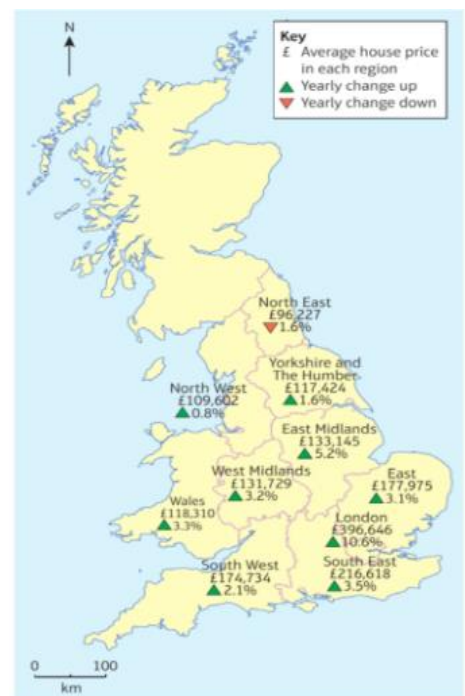 N
Key
£ Average house price
in each region
▲ Yearly change up
▼ Yearly change down
North East
£96,227
▼1.6%
Yorkshire and
The Humber
£117,424
▲1.6%
North West
£109,602
▲0.8%
East Midlands
£133,145
▲5.2%
West Midlands
£131,729
▲3.2%
East
£177,975
▲3.1%
Wales
£118,310
▲3.3%
London
£396,646
▲10.6%
South West
£174,734
▲2.1%
South East
£216,618
▲3.5%
0 100
km